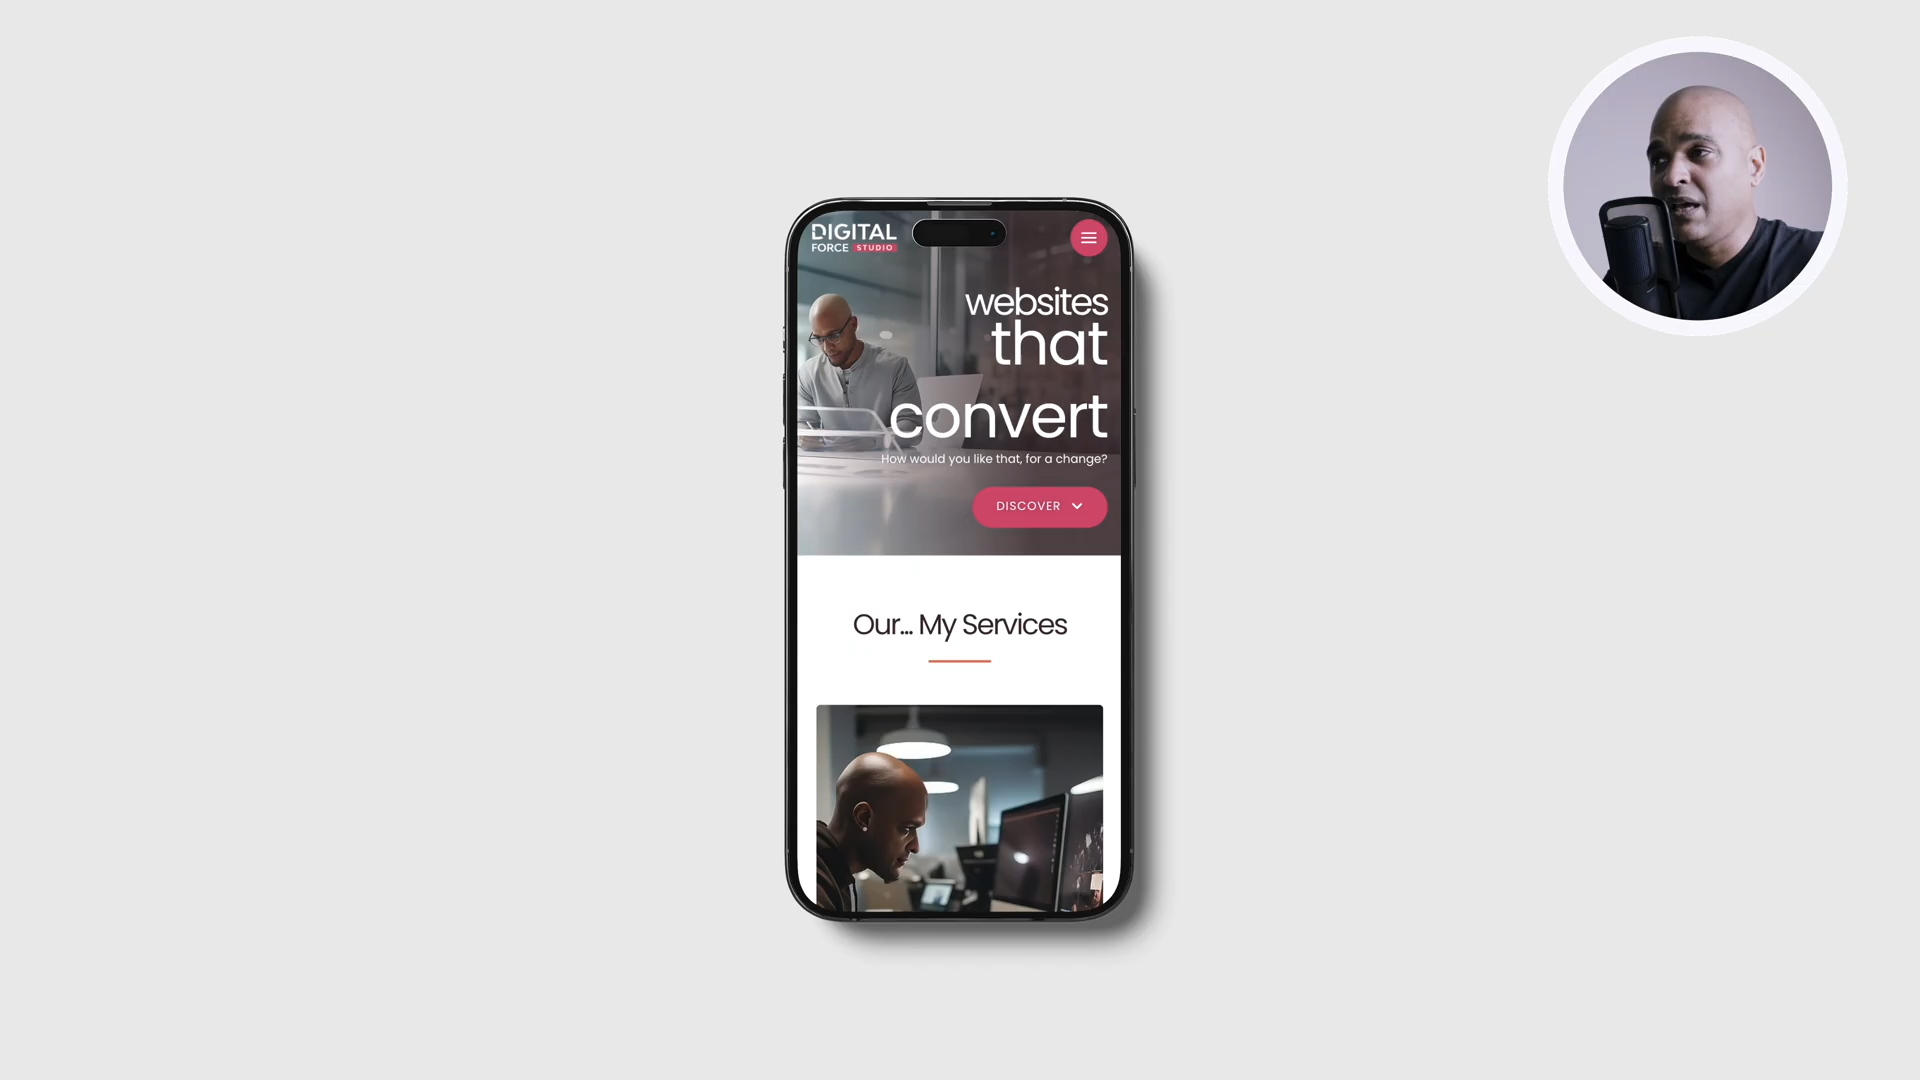 DIGITAL
FORCE STUDIO
websites
that
convert
How would you like that, for a change?
DISCOVER
Our... My Services